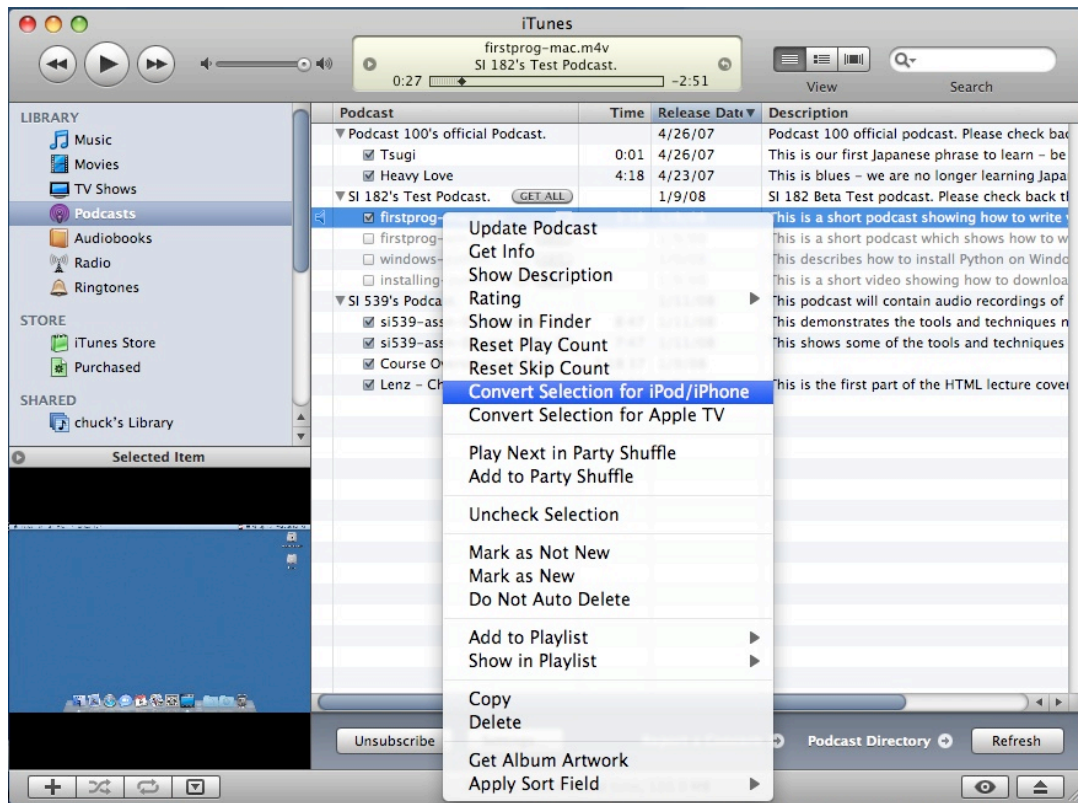 iTunes
firstprog-mac.m4v
SI 182's Test Podcast.
0:27 -2:51
View
Search
LIBRARY
Music
Movies
TV Shows
Podcasts
Audiobooks
Radio
Ringtones
STORE
iTunes Store
Purchased
SHARED
chuck's Library
Selected Item
Podcast Time Release Date Description
Podcast 100's official Podcast. 4/26/07 Podcast 100 official podcast. Please check bac
Tsugi 0:01 4/26/07 This is our first Japanese phrase to learn – be
Heavy Love 4:18 4/23/07 This is blues – we are no longer learning Japa
SI 182's Test Podcast. GET ALL 1/9/08 SI 182 Beta Test podcast. Please check back t
firstprog- This is a short podcast showing how to write
firstprog- This is a short podcast which shows how to w
windows- This describes how to install Python on Windo
installing- This is a short video showing how to downloa
SI 539's Podca This podcast will contain audio recordings of
si539-ass This demonstrates the tools and techniques n
si539-ass This shows some of the tools and techniques
Course O
Lenz – Ch This is the first part of the HTML lecture cove
Update Podcast
Get Info
Show Description
Rating
Show in Finder
Reset Play Count
Reset Skip Count
Convert Selection for iPod/iPhone
Convert Selection for Apple TV
Play Next in Party Shuffle
Add to Party Shuffle
Uncheck Selection
Mark as Not New
Mark as New
Do Not Auto Delete
Add to Playlist
Show in Playlist
Copy
Delete
Get Album Artwork
Apply Sort Field
Unsubscribe
Podcast Directory
Refresh